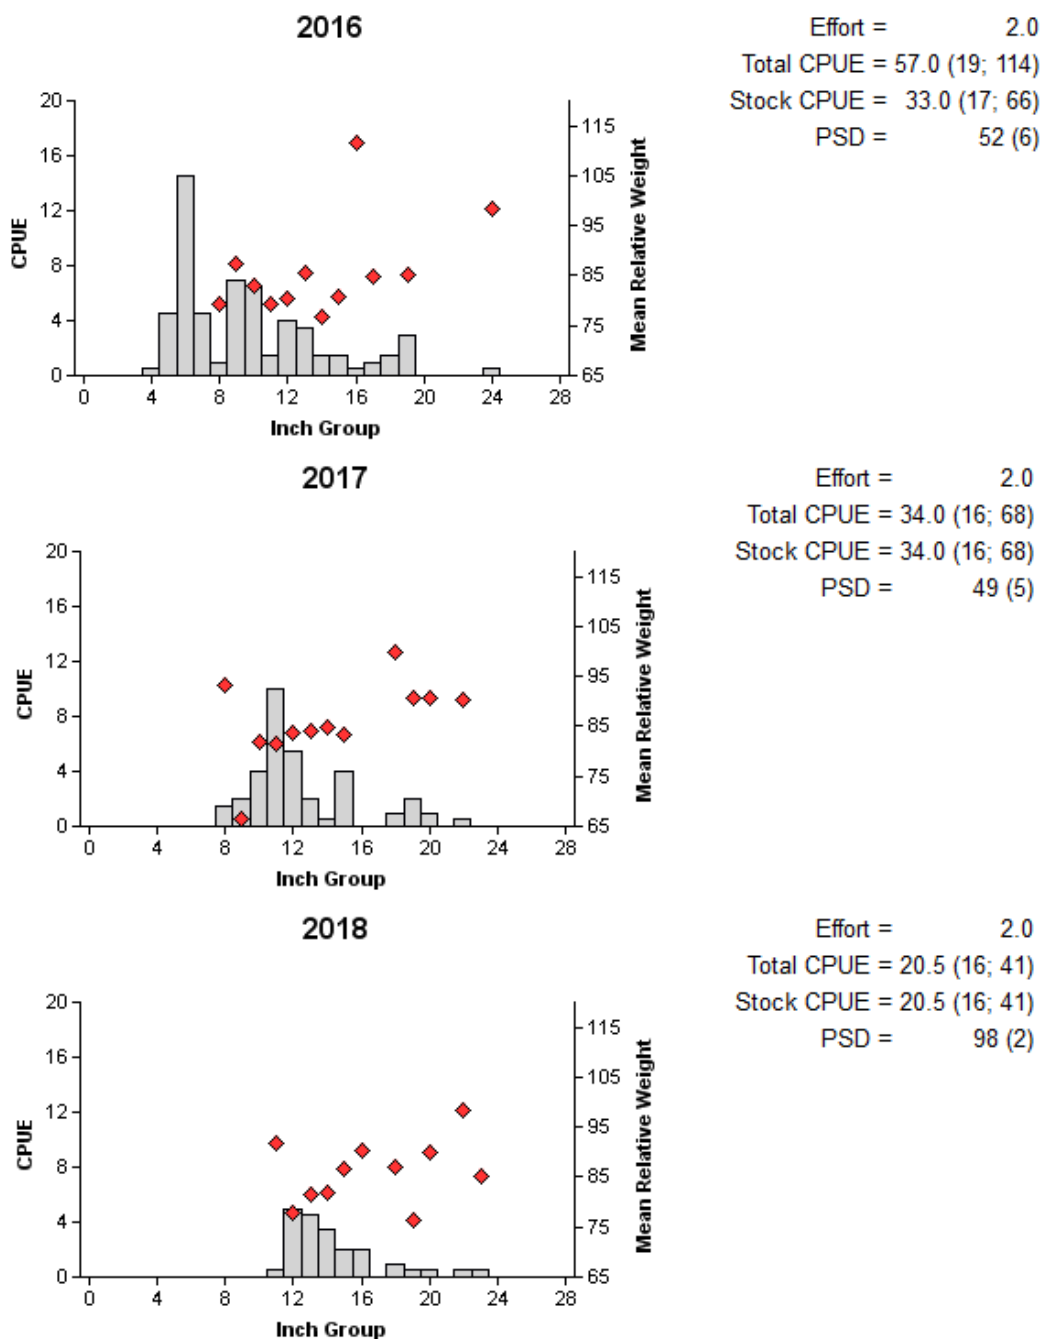 2016
Effort = 2.0
Total CPUE = 57.0 (19; 114)
Stock CPUE = 33.0 (17; 66)
PSD = 52 (6)
20
16
12
8
4
0
CPUE
115
105
95
85
75
65
Mean Relative Weight
0 4 8 12 16 20 24 28
Inch Group
2017
Effort = 2.0
Total CPUE = 34.0 (16; 68)
Stock CPUE = 34.0 (16; 68)
PSD = 49 (5)
20
16
12
8
4
0
CPUE
115
105
95
85
75
65
Mean Relative Weight
0 4 8 12 16 20 24 28
Inch Group
2018
Effort = 2.0
Total CPUE = 20.5 (16; 41)
Stock CPUE = 20.5 (16; 41)
PSD = 98 (2)
20
16
12
8
4
0
CPUE
115
105
95
85
75
65
Mean Relative Weight
0 4 8 12 16 20 24 28
Inch Group